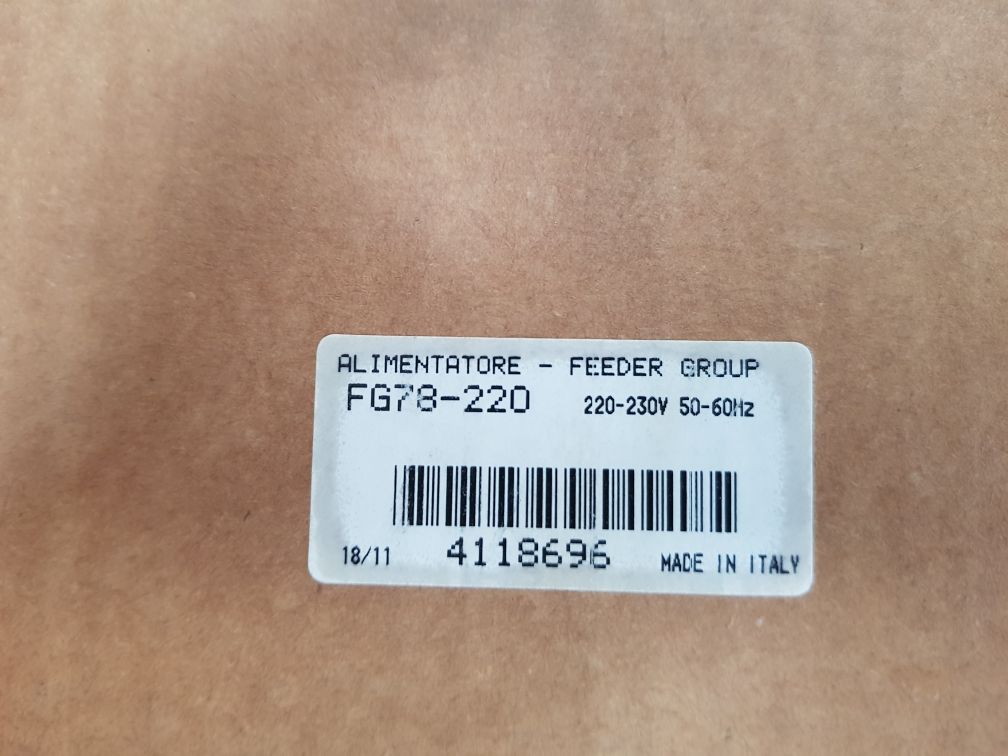 ALIMENTATORE - FEEDER GROUP
FG78-220 220-230V 50-60Hz
4118696
18/11 MADE IN ITALY